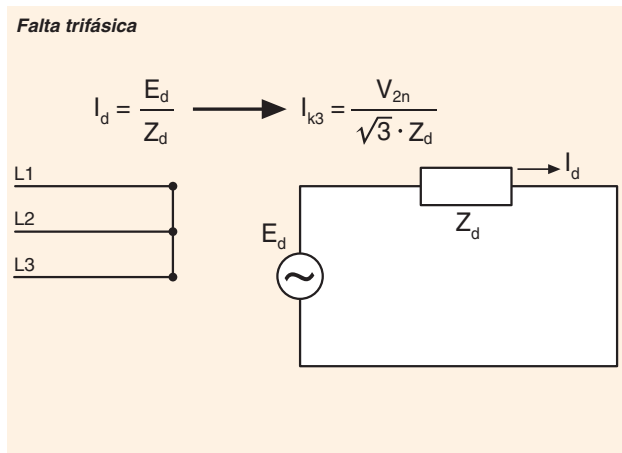 Falta trifásica
I_d = E_d / Z_d → I_k3 = V_2n / √3 · Z_d
L1
L2
L3
I_d
Z_d
E_d
~